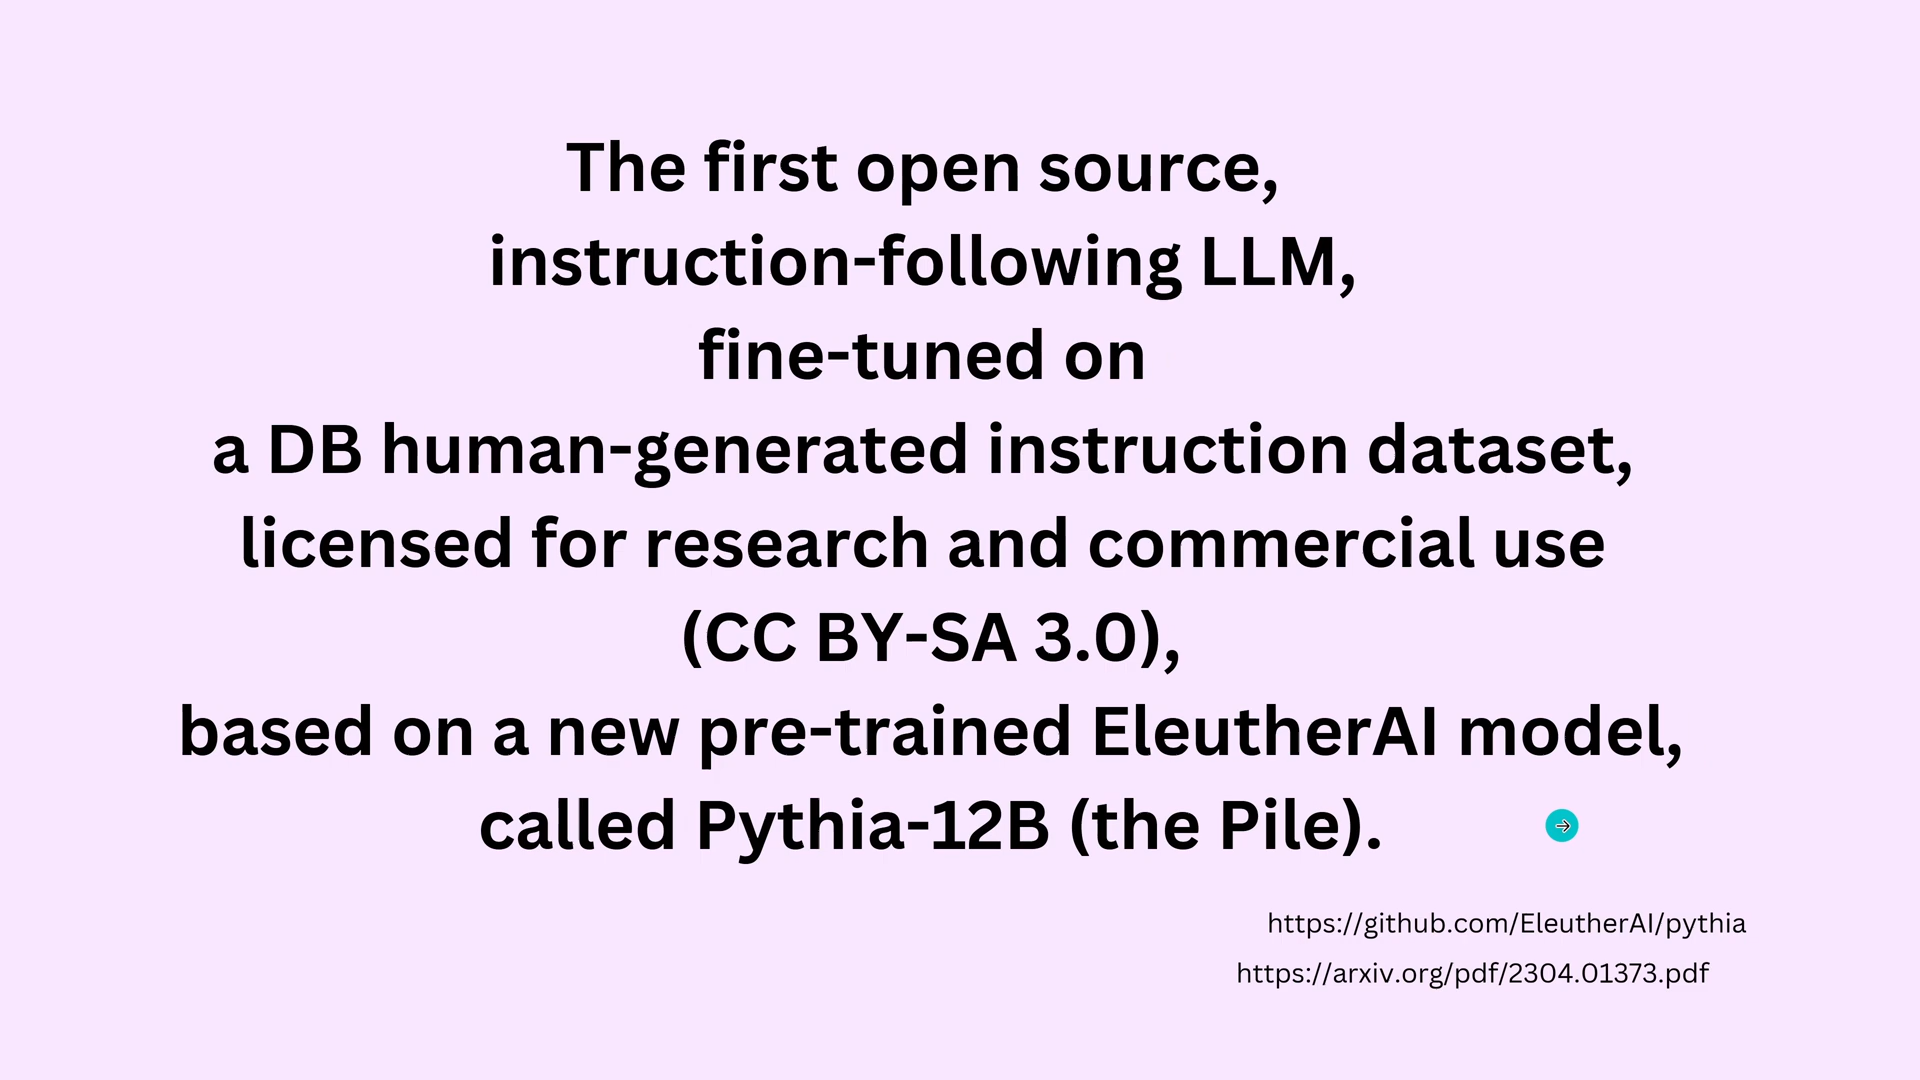 The first open source,
instruction-following LLM,
fine-tuned on
a DB human-generated instruction dataset,
licensed for research and commercial use
(CC BY-SA 3.0),
based on a new pre-trained EleutherAI model,
called Pythia-12B (the Pile).
https://github.com/EleutherAI/pythia
https://arxiv.org/pdf/2304.01373.pdf